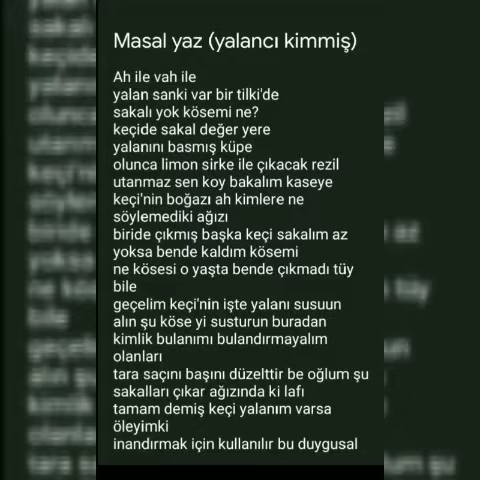 Masal yaz (yalancı kimmiş)
Ah ile vah ile
yalan sanki var bir tilki'de
sakalı yok kösemi ne?
keçide sakal değer yere
yalanını basmış küpe
olunca limon sirke ile çıkacak rezil
utanmaz sen koy bakalım kaseye
keçi'nin boğazı ah kimlere ne
söylemediki ağızı
biride çıkmış başka keçi sakalım az
yoksa bende kaldım kösemi
ne kösesi o yaşta bende çıkmadı tüy
bile
geçelim keçi'nin işte yalanı susuun
alın şu köse yi susturun buradan
kimlik bulanımı bulandırmayalım
olanları
tara saçını başını düzelttir be oğlum şu
sakalları çıkar ağızında ki lafı
tamam demiş keçi yalanım varsa
öleyimki
inandırmak için kullanılır bu duygusal